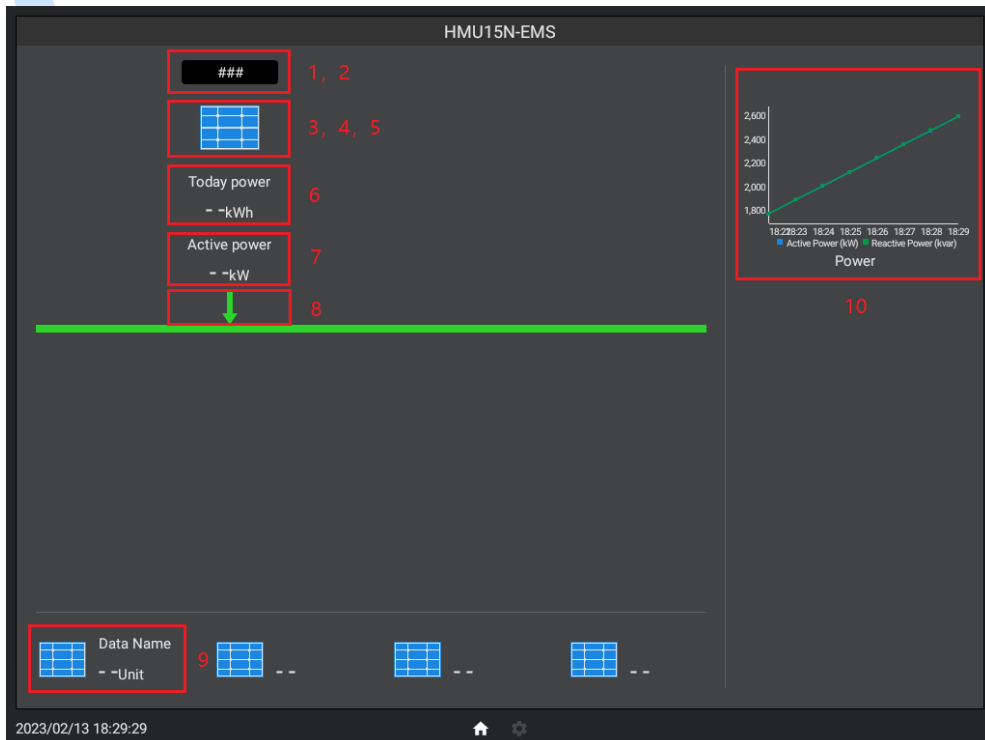 HMU15N-EMS
###
1, 2
3, 4, 5
Today power
- -kWh
6
Active power
- -kW
7
8
2,600
2,400
2,200
2,000
1,800
18:23 18:24 18:25 18:26 18:27 18:28 18:29
Active Power (kW) Reactive Power (kvar)
Power
10
Data Name
- -Unit
9
- -
- -
- -
2023/02/13 18:29:29